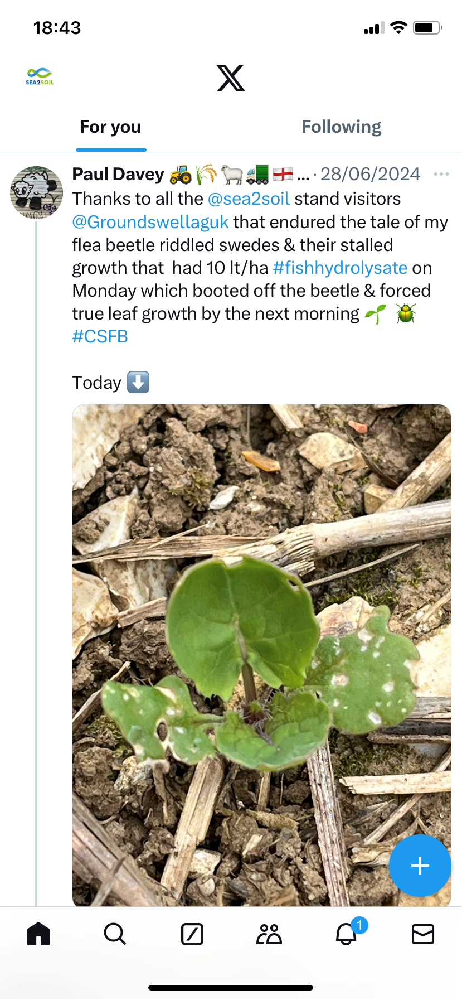 18:43
SEA2SOIL
For you
Following
Paul Davey 🚜🌾🐑🚛🏴󠁧󠁢󠁥󠁮󠁧󠁿 ... · 28/06/2024
Thanks to all the @sea2soil stand visitors
@Groundswellaguk that endured the tale of my
flea beetle riddled swedes & their stalled
growth that  had 10 lt/ha #fishhydrolysate on
Monday which booted off the beetle & forced
true leaf growth by the next morning 🌱 🪲
#CSFB
Today ⬇️
1